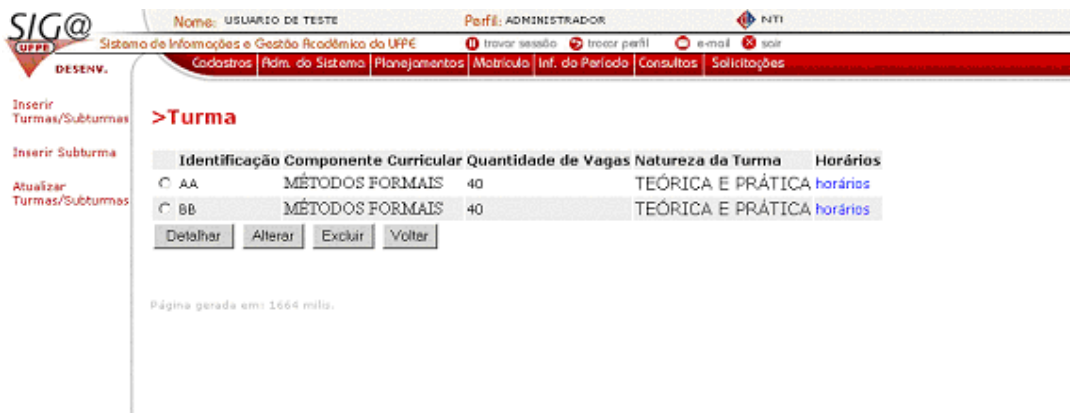 SIG@
UFPE
DESENV.
Nome: USUARIO DE TESTE Perfil: ADMINISTRADOR NTI
Sistema de Informações e Gestão Acadêmica da UFPE travar sessão trocar perfil e-mail sair
Cadastros Adm. do Sistema Planejamentos Matrícula Inf. do Período Consultas Solicitações
Inserir
Turmas/Subturmas
Inserir Subturma
Atualizar
Turmas/Subturmas
>Turma
Identificação Componente Curricular Quantidade de Vagas Natureza da Turma Horários
AA MÉTODOS FORMAIS 40 TEÓRICA E PRÁTICA horários
BB MÉTODOS FORMAIS 40 TEÓRICA E PRÁTICA horários
Detalhar Alterar Excluir Voltar
Página gerada em: 1664 milis.